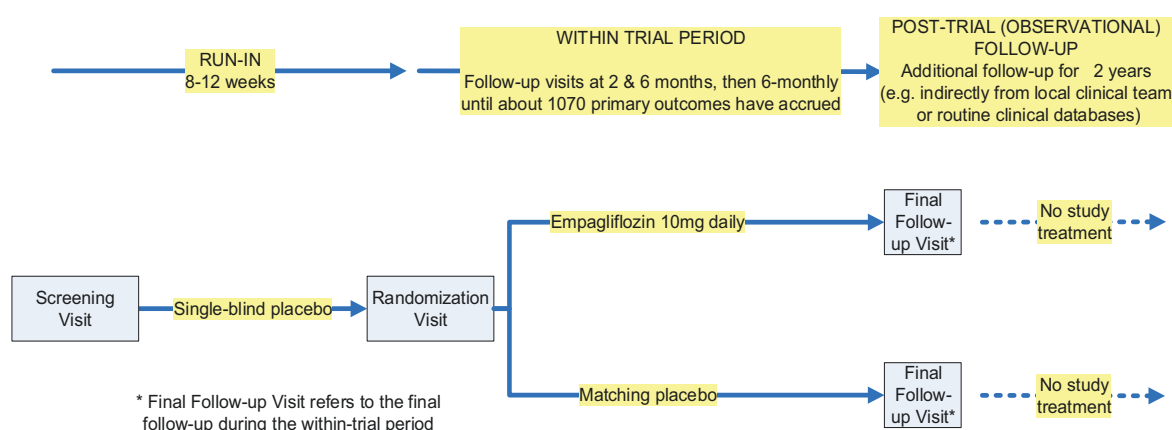 RUN-IN
8-12 weeks
WITHIN TRIAL PERIOD
Follow-up visits at 2 & 6 months, then 6-monthly
until about 1070 primary outcomes have accrued
POST-TRIAL (OBSERVATIONAL)
FOLLOW-UP
Additional follow-up for 2 years
(e.g. indirectly from local clinical team
or routine clinical databases)
Screening
Visit
Single-blind placebo
Randomization
Visit
Empagliflozin 10mg daily
Final
Follow-
up Visit*
No study
treatment
Matching placebo
Final
Follow-
up Visit*
No study
treatment
* Final Follow-up Visit refers to the final
follow-up during the within-trial period